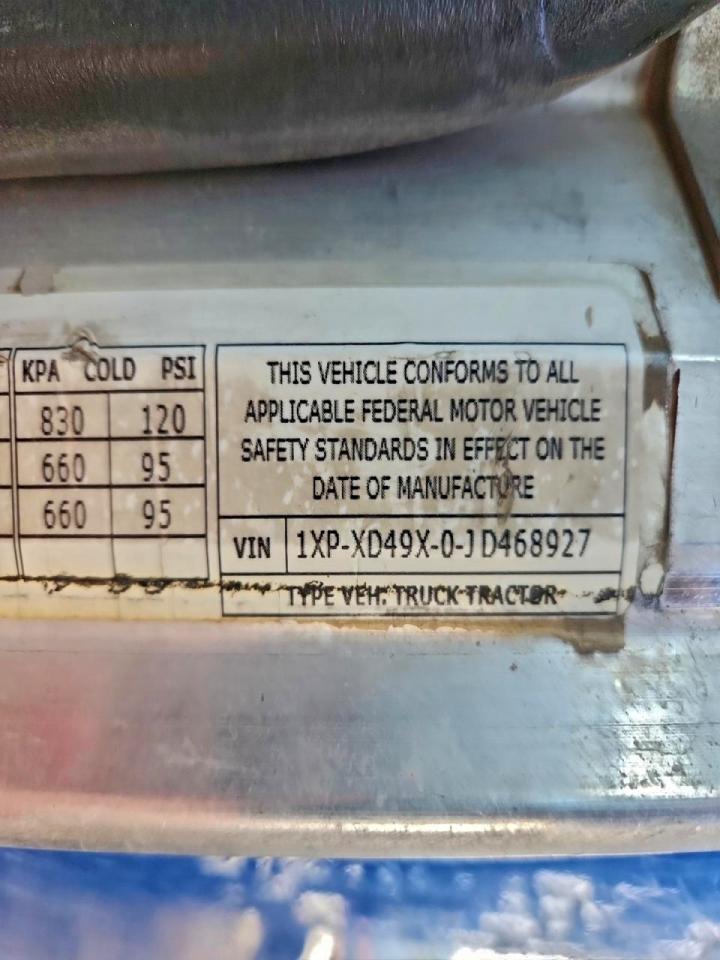 KPA COLD PSI
830 120
660 95
660 95
THIS VEHICLE CONFORMS TO ALL
APPLICABLE FEDERAL MOTOR VEHICLE
SAFETY STANDARDS IN EFFECT ON THE
DATE OF MANUFACTURE
VIN 1XP-XD49X-0-JD468927
TYPE VEH: TRUCK TRACTOR